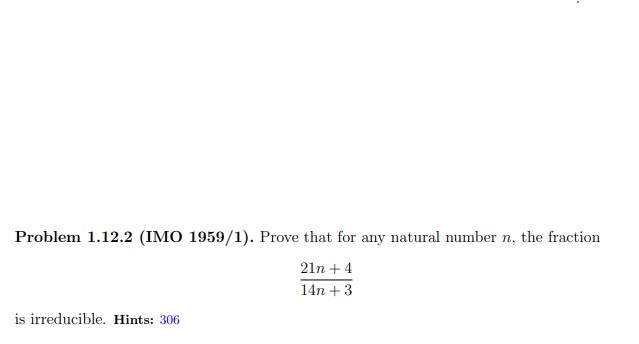 Problem 1.12.2 (IMO 1959/1). Prove that for any natural number n, the fraction
21n + 4
14n + 3
is irreducible. Hints: 306